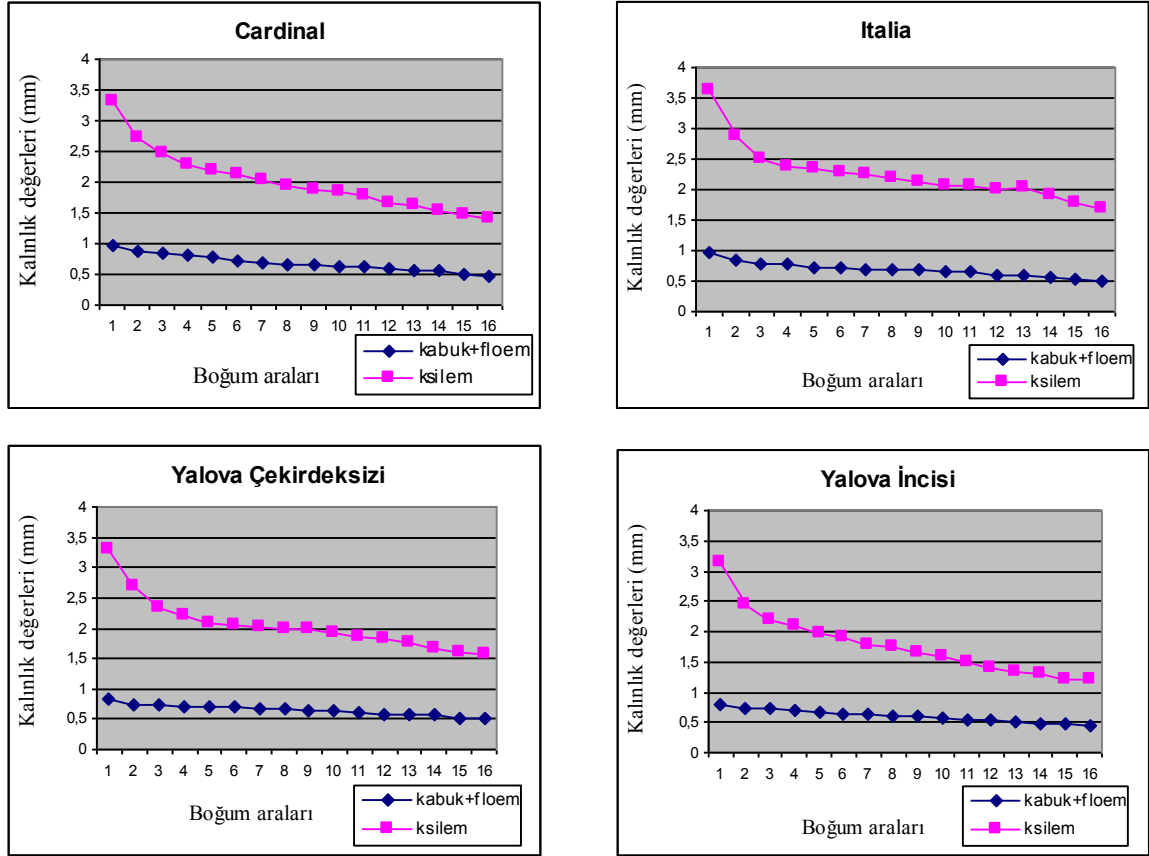 Cardinal
4
3,5
3
2,5
2
1,5
1
0,5
0
Kalınlık değerleri (mm)
1 2 3 4 5 6 7 8 9 10 11 12 13 14 15 16
Boğum araları
kabuk+floem
ksilem
Italia
4
3,5
3
2,5
2
1,5
1
0,5
0
Kalınlık değerleri (mm)
1 2 3 4 5 6 7 8 9 10 11 12 13 14 15 16
Boğum araları
kabuk+floem
ksilem
Yalova Çekirdeksizi
4
3,5
3
2,5
2
1,5
1
0,5
0
Kalınlık değerleri (mm)
1 2 3 4 5 6 7 8 9 10 11 12 13 14 15 16
Boğum araları
kabuk+floem
ksilem
Yalova İncisi
4
3,5
3
2,5
2
1,5
1
0,5
0
Kalınlık değerleri (mm)
1 2 3 4 5 6 7 8 9 10 11 12 13 14 15 16
Boğum araları
kabuk+floem
ksilem